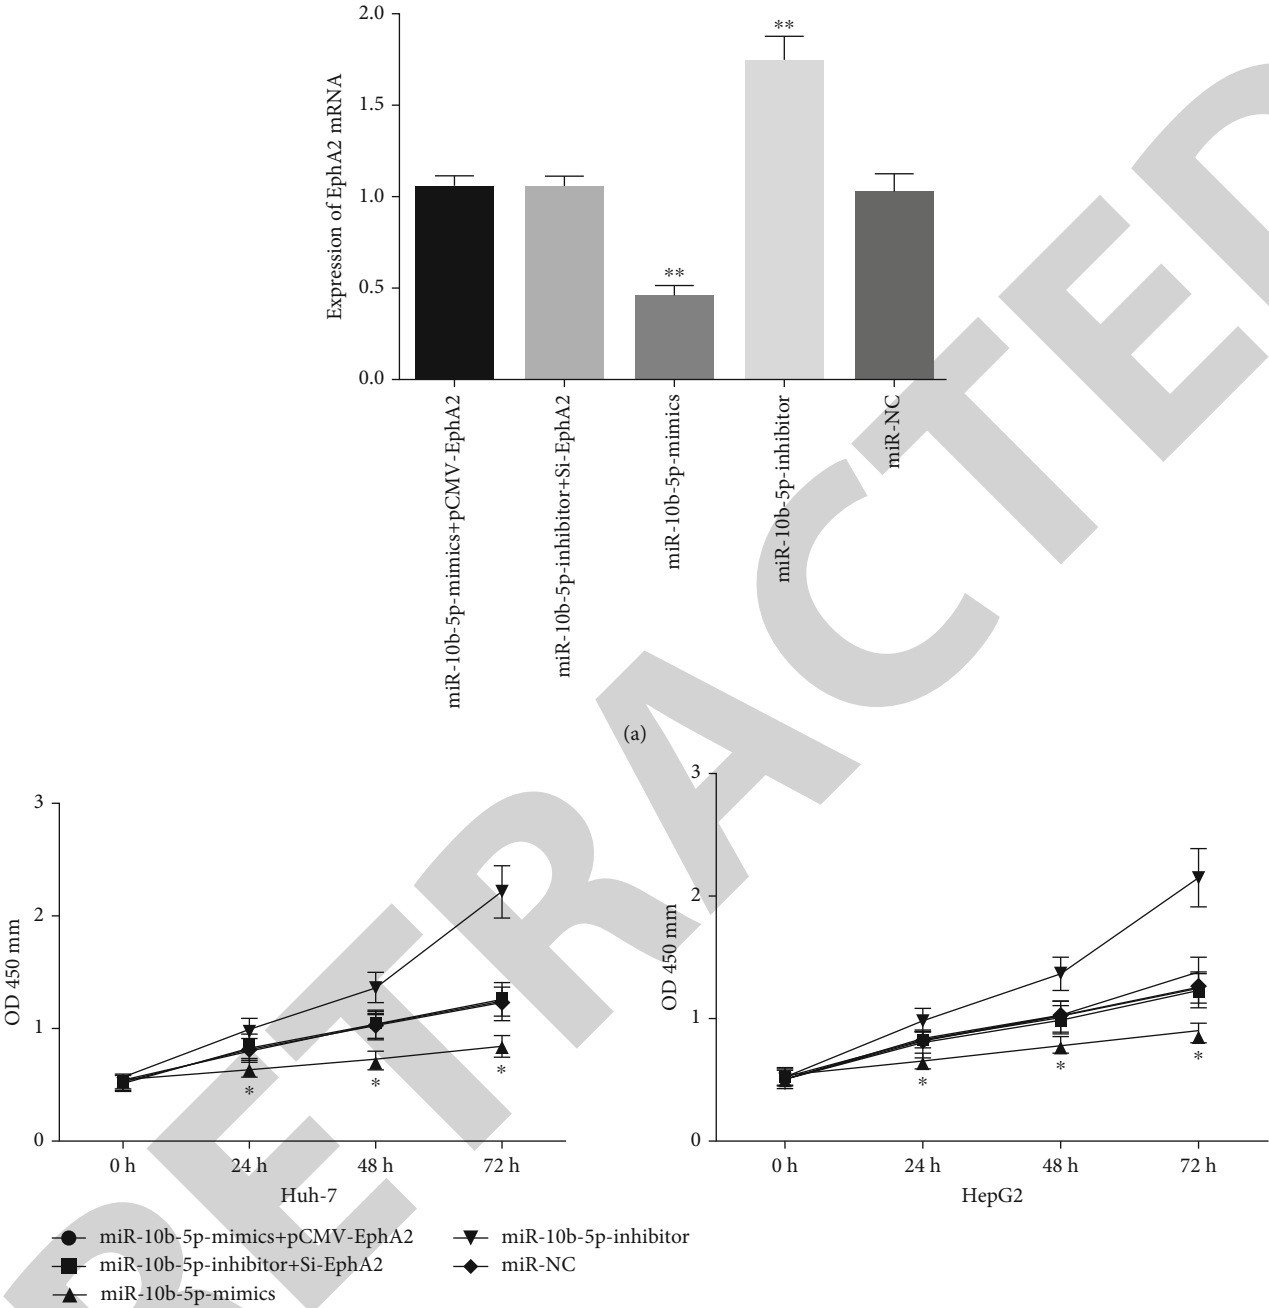 2.0
1.5
1.0
0.5
0.0
Expression of EphA2 mRNA
**
**
miR-10b-5p-mimics+pCMV-EphA2
miR-10b-5p-inhibitor+Si-EphA2
miR-10b-5p-mimics
miR-10b-5p-inhibitor
miR-NC
(a)
3
2
1
0
OD 450 mm
*
*
*
0 h
24 h
48 h
72 h
Huh-7
3
2
1
0
OD 450 mm
*
*
*
0 h
24 h
48 h
72 h
HepG2
miR-10b-5p-mimics+pCMV-EphA2
miR-10b-5p-inhibitor+Si-EphA2
miR-10b-5p-mimics
miR-10b-5p-inhibitor
miR-NC
RETRACTED